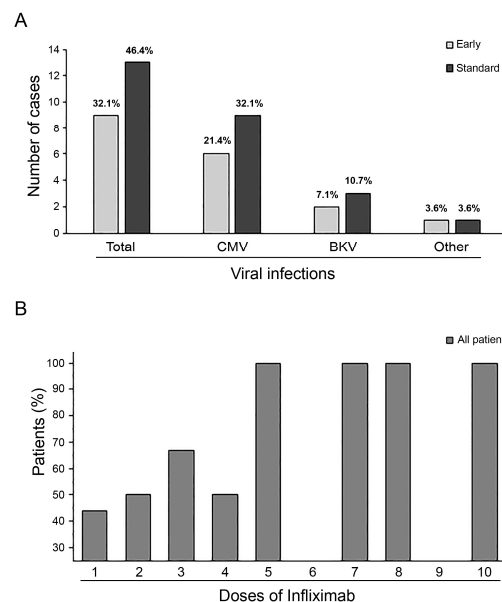 A
Early
Standard
Number of cases
14
12
10
8
6
4
2
0
32.1%
46.4%
21.4%
32.1%
7.1%
10.7%
3.6%
3.6%
Total
CMV
BKV
Other
Viral infections
B
All patien
Patients (%)
100
90
80
70
60
50
40
30
1
2
3
4
5
6
7
8
9
10
Doses of Infliximab